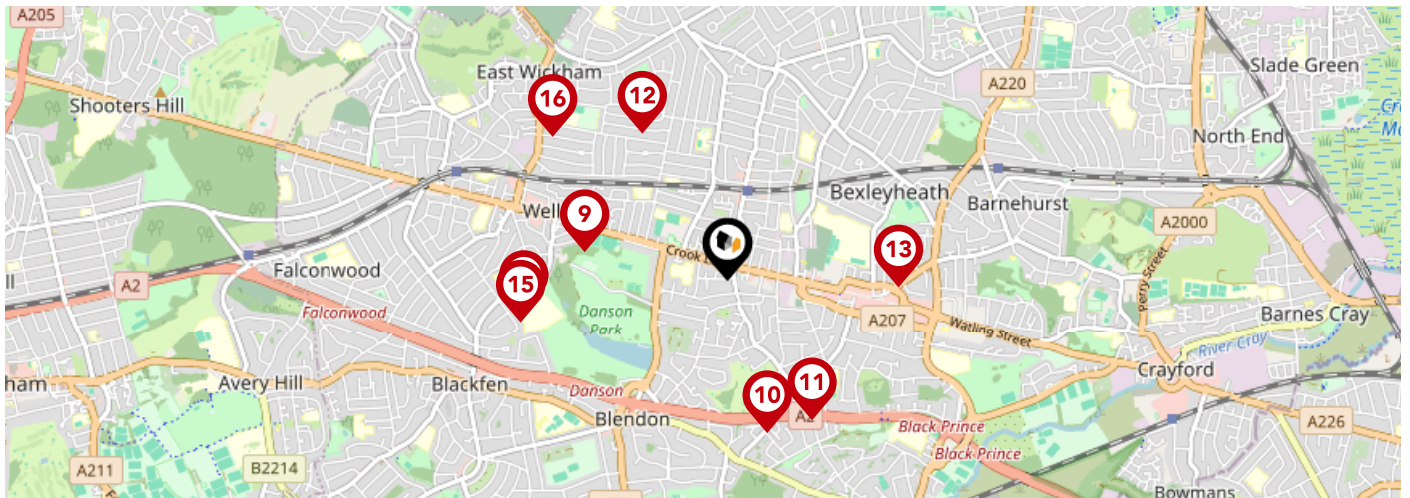 A205
East Wickham
Slade Green
A220
Shooters Hill
16
12
North End
Bexleyheath
Barnehurst
9
A2000
Crook
13
Falconwood
A2
15
Perry Street
Falconwood
Danson
Park
A207
Watling Street
Barnes Cray
River Cray
Crayford
Avery Hill
Blackfen
Danson
10
11
A2
Blendon
Black Prince
A226
Black Prince
A211
B2214
Bowmans